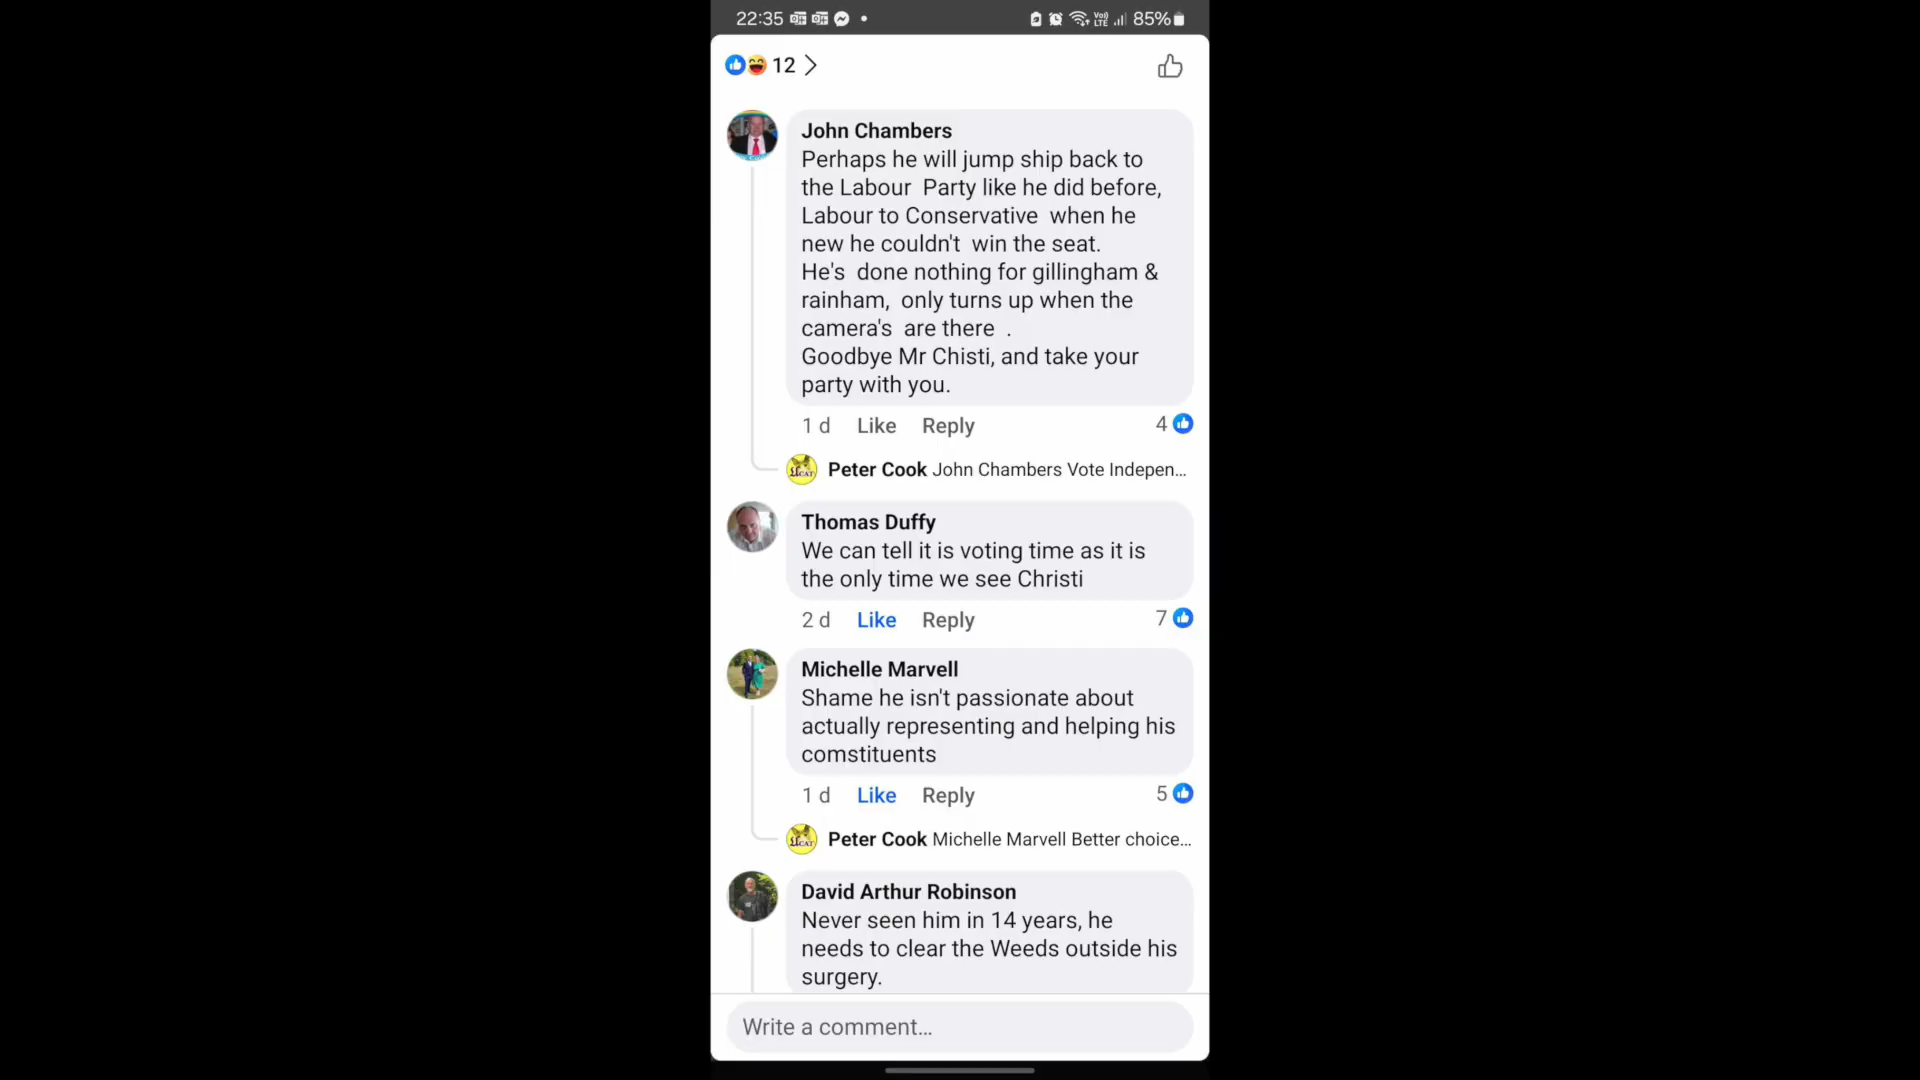 22:35 85%
12
John Chambers
Perhaps he will jump ship back to
the Labour Party like he did before,
Labour to Conservative when he
new he couldn't win the seat.
He's done nothing for gillingham &
rainham, only turns up when the
camera's are there .
Goodbye Mr Chisti, and take your
party with you.
1 d Like Reply 4
Peter Cook John Chambers Vote Indepen...
Thomas Duffy
We can tell it is voting time as it is
the only time we see Christi
2 d Like Reply 7
Michelle Marvell
Shame he isn't passionate about
actually representing and helping his
comstituents
1 d Like Reply 5
Peter Cook Michelle Marvell Better choice...
David Arthur Robinson
Never seen him in 14 years, he
needs to clear the Weeds outside his
surgery.
Write a comment...